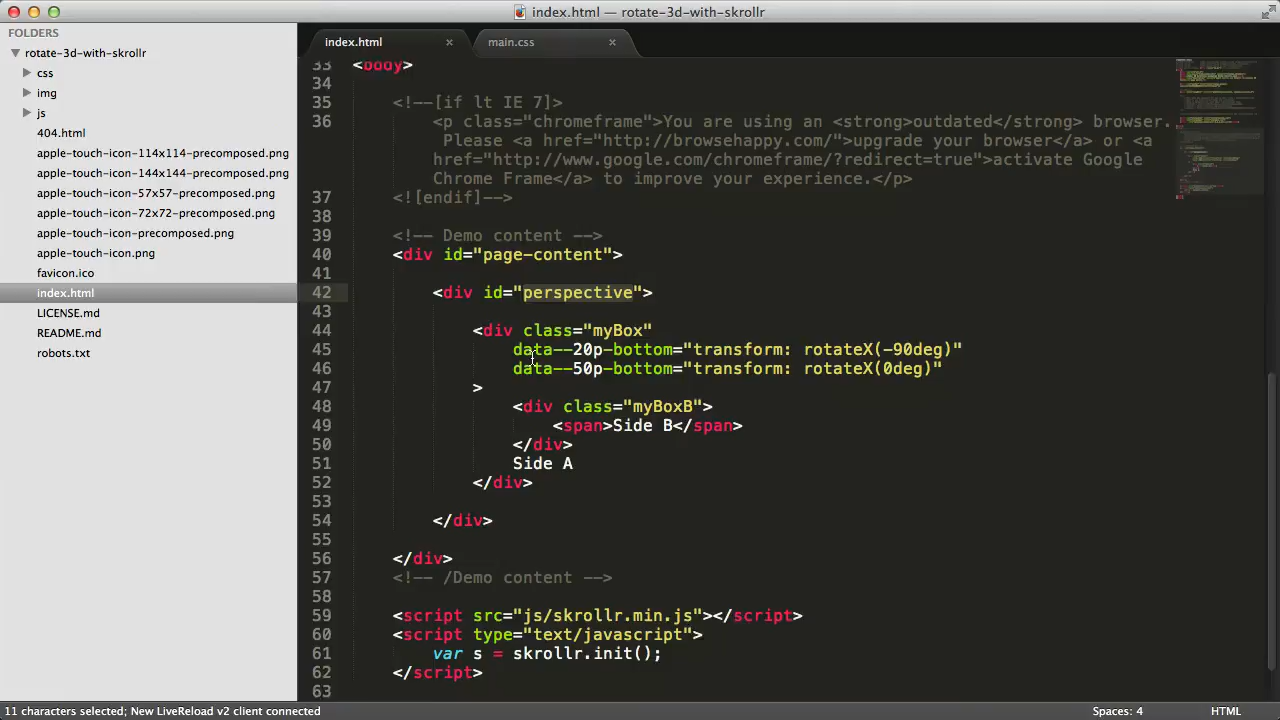 index.html — rotate-3d-with-skrollr
FOLDERS
rotate-3d-with-skrollr
css
img
js
404.html
apple-touch-icon-114x114-precomposed.png
apple-touch-icon-144x144-precomposed.png
apple-touch-icon-57x57-precomposed.png
apple-touch-icon-72x72-precomposed.png
apple-touch-icon-precomposed.png
apple-touch-icon.png
favicon.ico
index.html
LICENSE.md
README.md
robots.txt
index.html × main.css ×
33 <body>
34
35 <!--[if lt IE 7]>
36 <p class="chromeframe">You are using an <strong>outdated</strong> browser.
Please <a href="http://browsehappy.com/">upgrade your browser</a> or <a
href="http://www.google.com/chromeframe/?redirect=true">activate Google
Chrome Frame</a> to improve your experience.</p>
37 <![endif]-->
38
39 <!-- Demo content -->
40 <div id="page-content">
41
42 <div id="perspective">
43
44 <div class="myBox"
45 data--20p-bottom="transform: rotateX(-90deg)"
46 data--50p-bottom="transform: rotateX(0deg)"
47 >
48 <div class="myBoxB">
49 <span>Side B</span>
50 </div>
51 Side A
52 </div>
53
54 </div>
55
56 </div>
57 <!-- /Demo content -->
58
59 <script src="js/skrollr.min.js"></script>
60 <script type="text/javascript">
61 var s = skrollr.init();
62 </script>
63
11 characters selected; New LiveReload v2 client connected
Spaces: 4 HTML